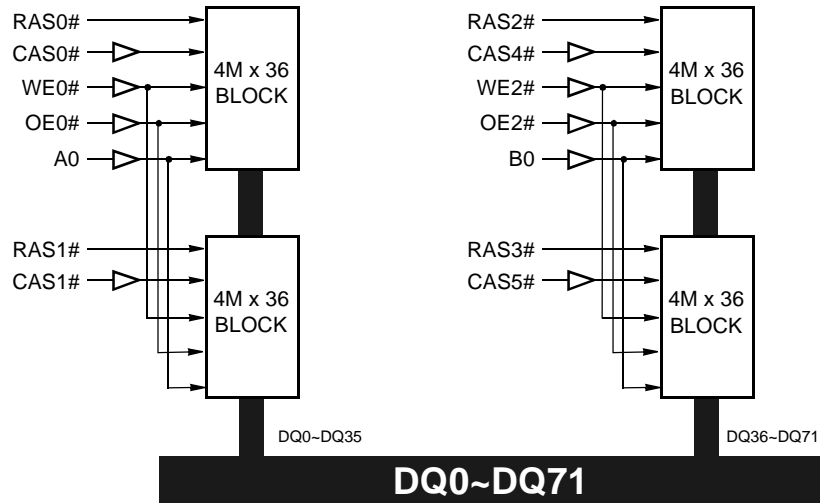 RAS0#
CAS0#
WE0#
OE0#
A0
4M x 36
BLOCK
RAS1#
CAS1#
4M x 36
BLOCK
DQ0~DQ35
RAS2#
CAS4#
WE2#
OE2#
B0
4M x 36
BLOCK
RAS3#
CAS5#
4M x 36
BLOCK
DQ36~DQ71
DQ0~DQ71